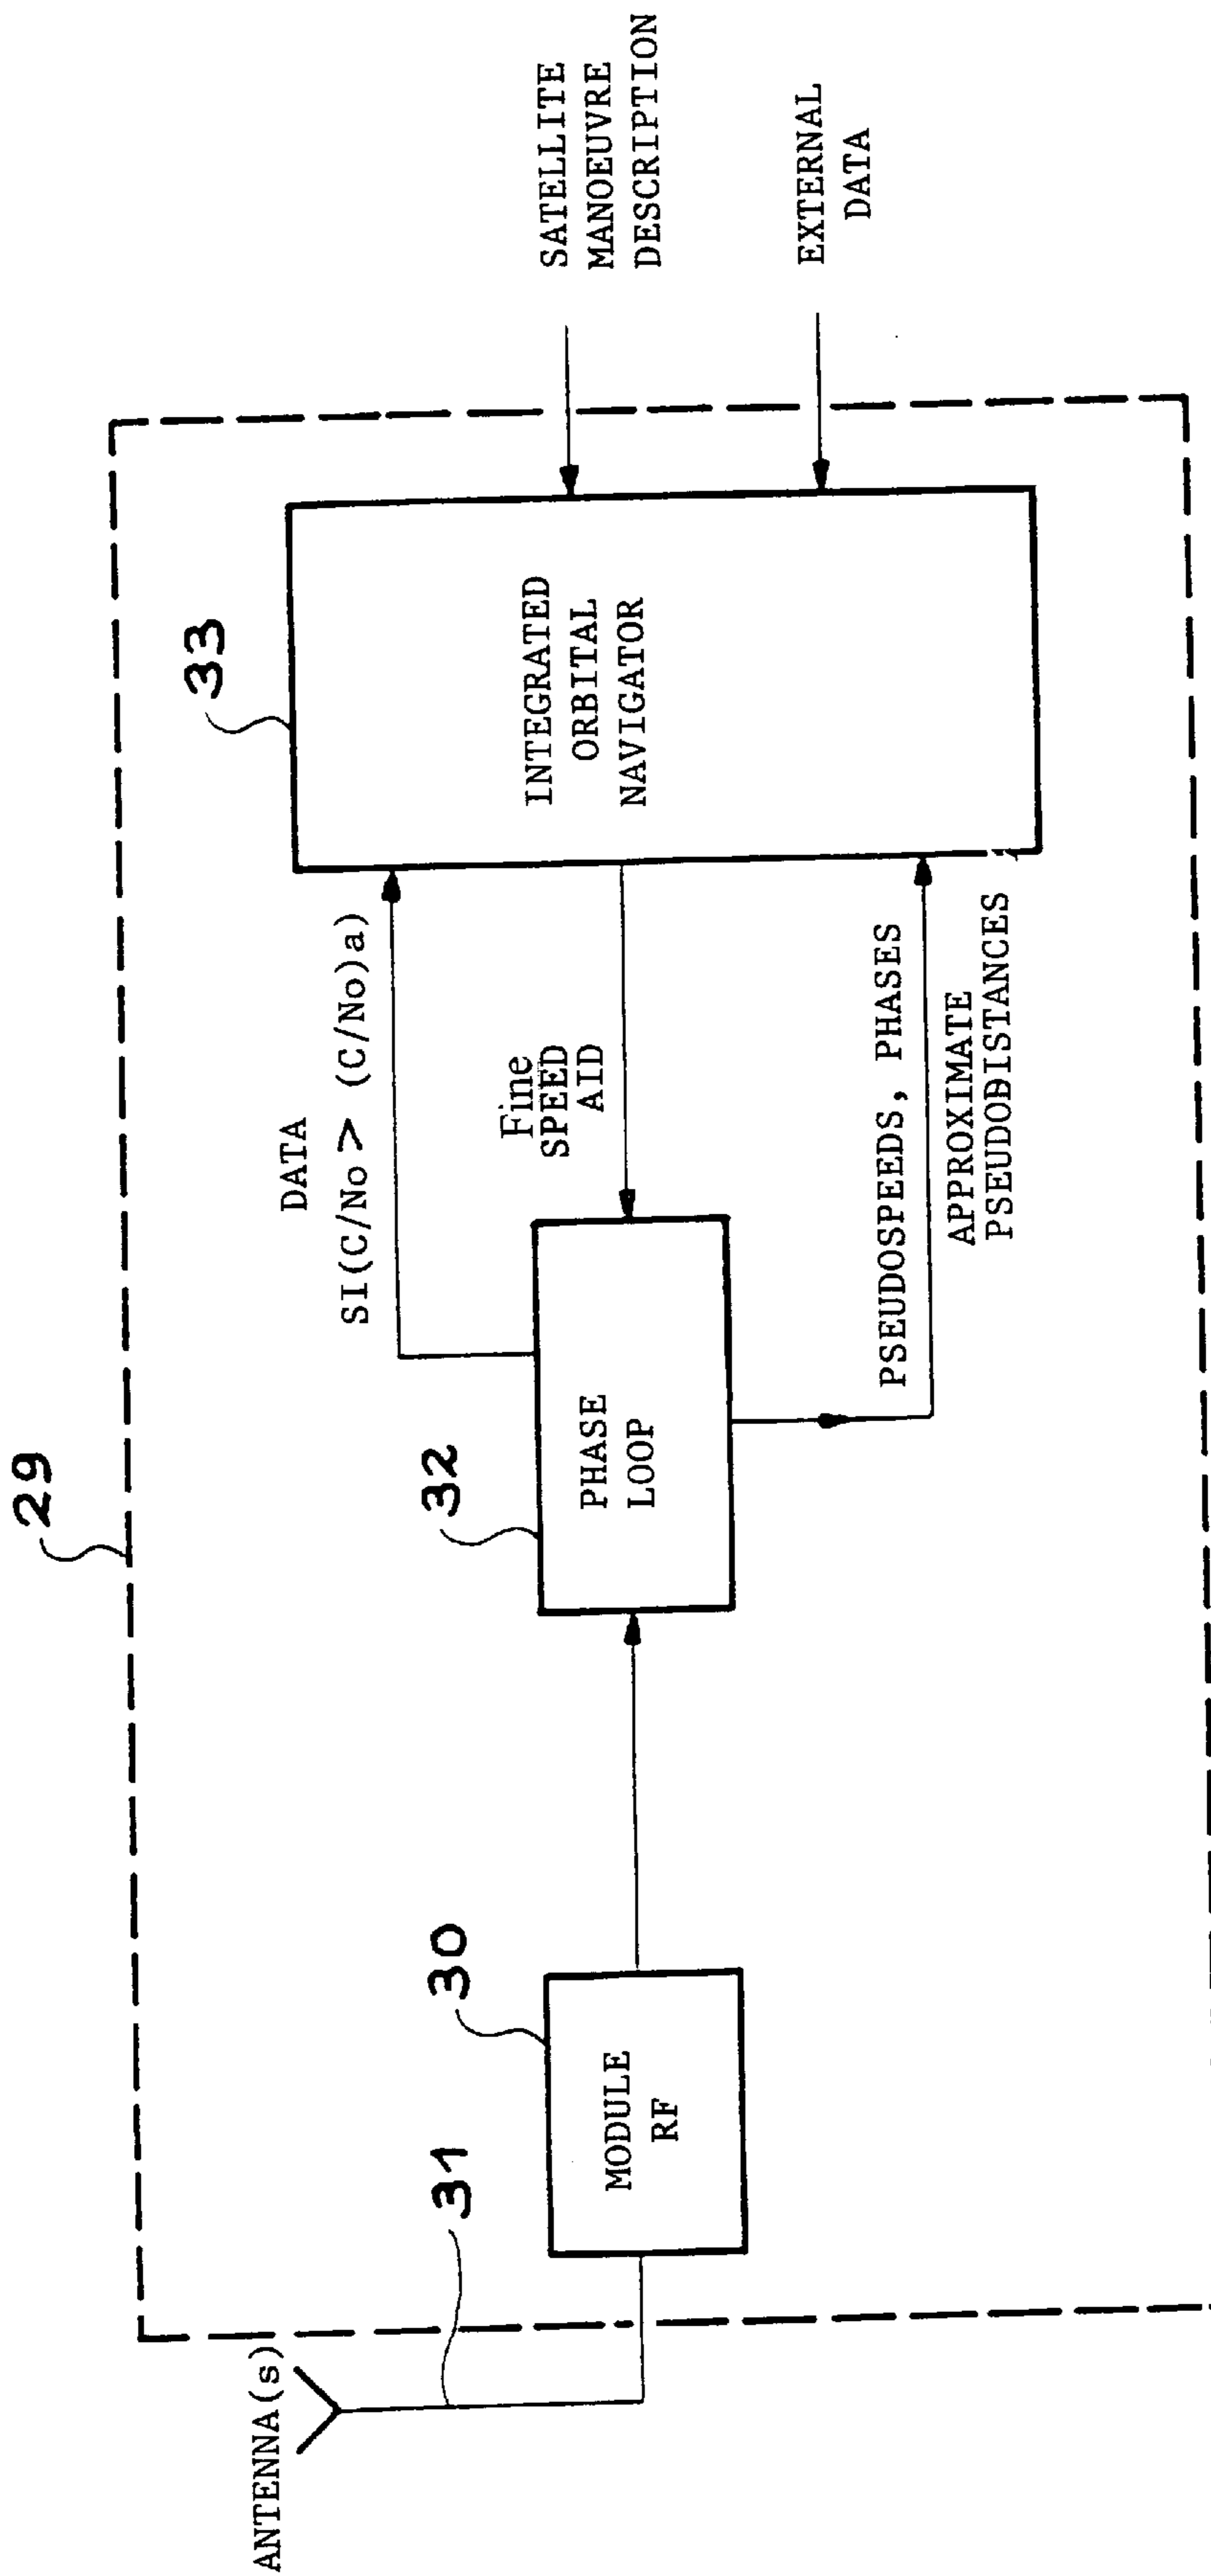 29
ANTENNA(s)
31
MODULE
RF
30
PHASE
LOOP
32
DATA
SI(C/No > (C/No)a)
Fine
SPEED
AID
PSEUDOSPEEDS, PHASES
APPROXIMATE
PSEUDOBISTANCES
33
INTEGRATED
ORBITAL
NAVIGATOR
SATELLITE
MANOEUVRE
DESCRIPTION
EXTERNAL
DATA